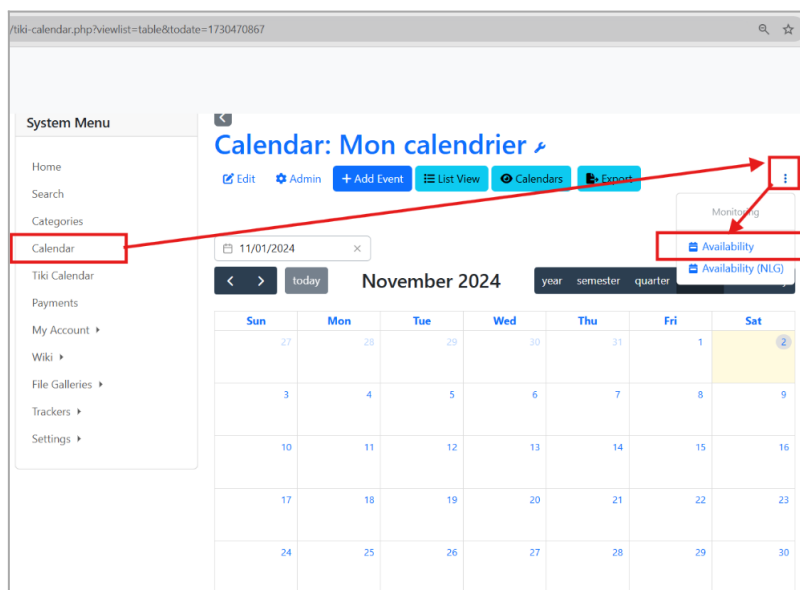 /tiki-calendar.php?viewlist=table&todate=1730470867
System Menu
Home
Search
Categories
Calendar
Tiki Calendar
Payments
My Account
Wiki
File Galleries
Trackers
Settings
Calendar: Mon calendrier
Edit Admin + Add Event List View Calendars Export
Monitoring
Availability
Availability (NLG)
11/01/2024 ×
today November 2024 year semester quarter
Sun Mon Tue Wed Thu Fri Sat
27 28 29 30 31 1 2
3 4 5 6 7 8 9
10 11 12 13 14 15 16
17 18 19 20 21 22 23
24 25 26 27 28 29 30